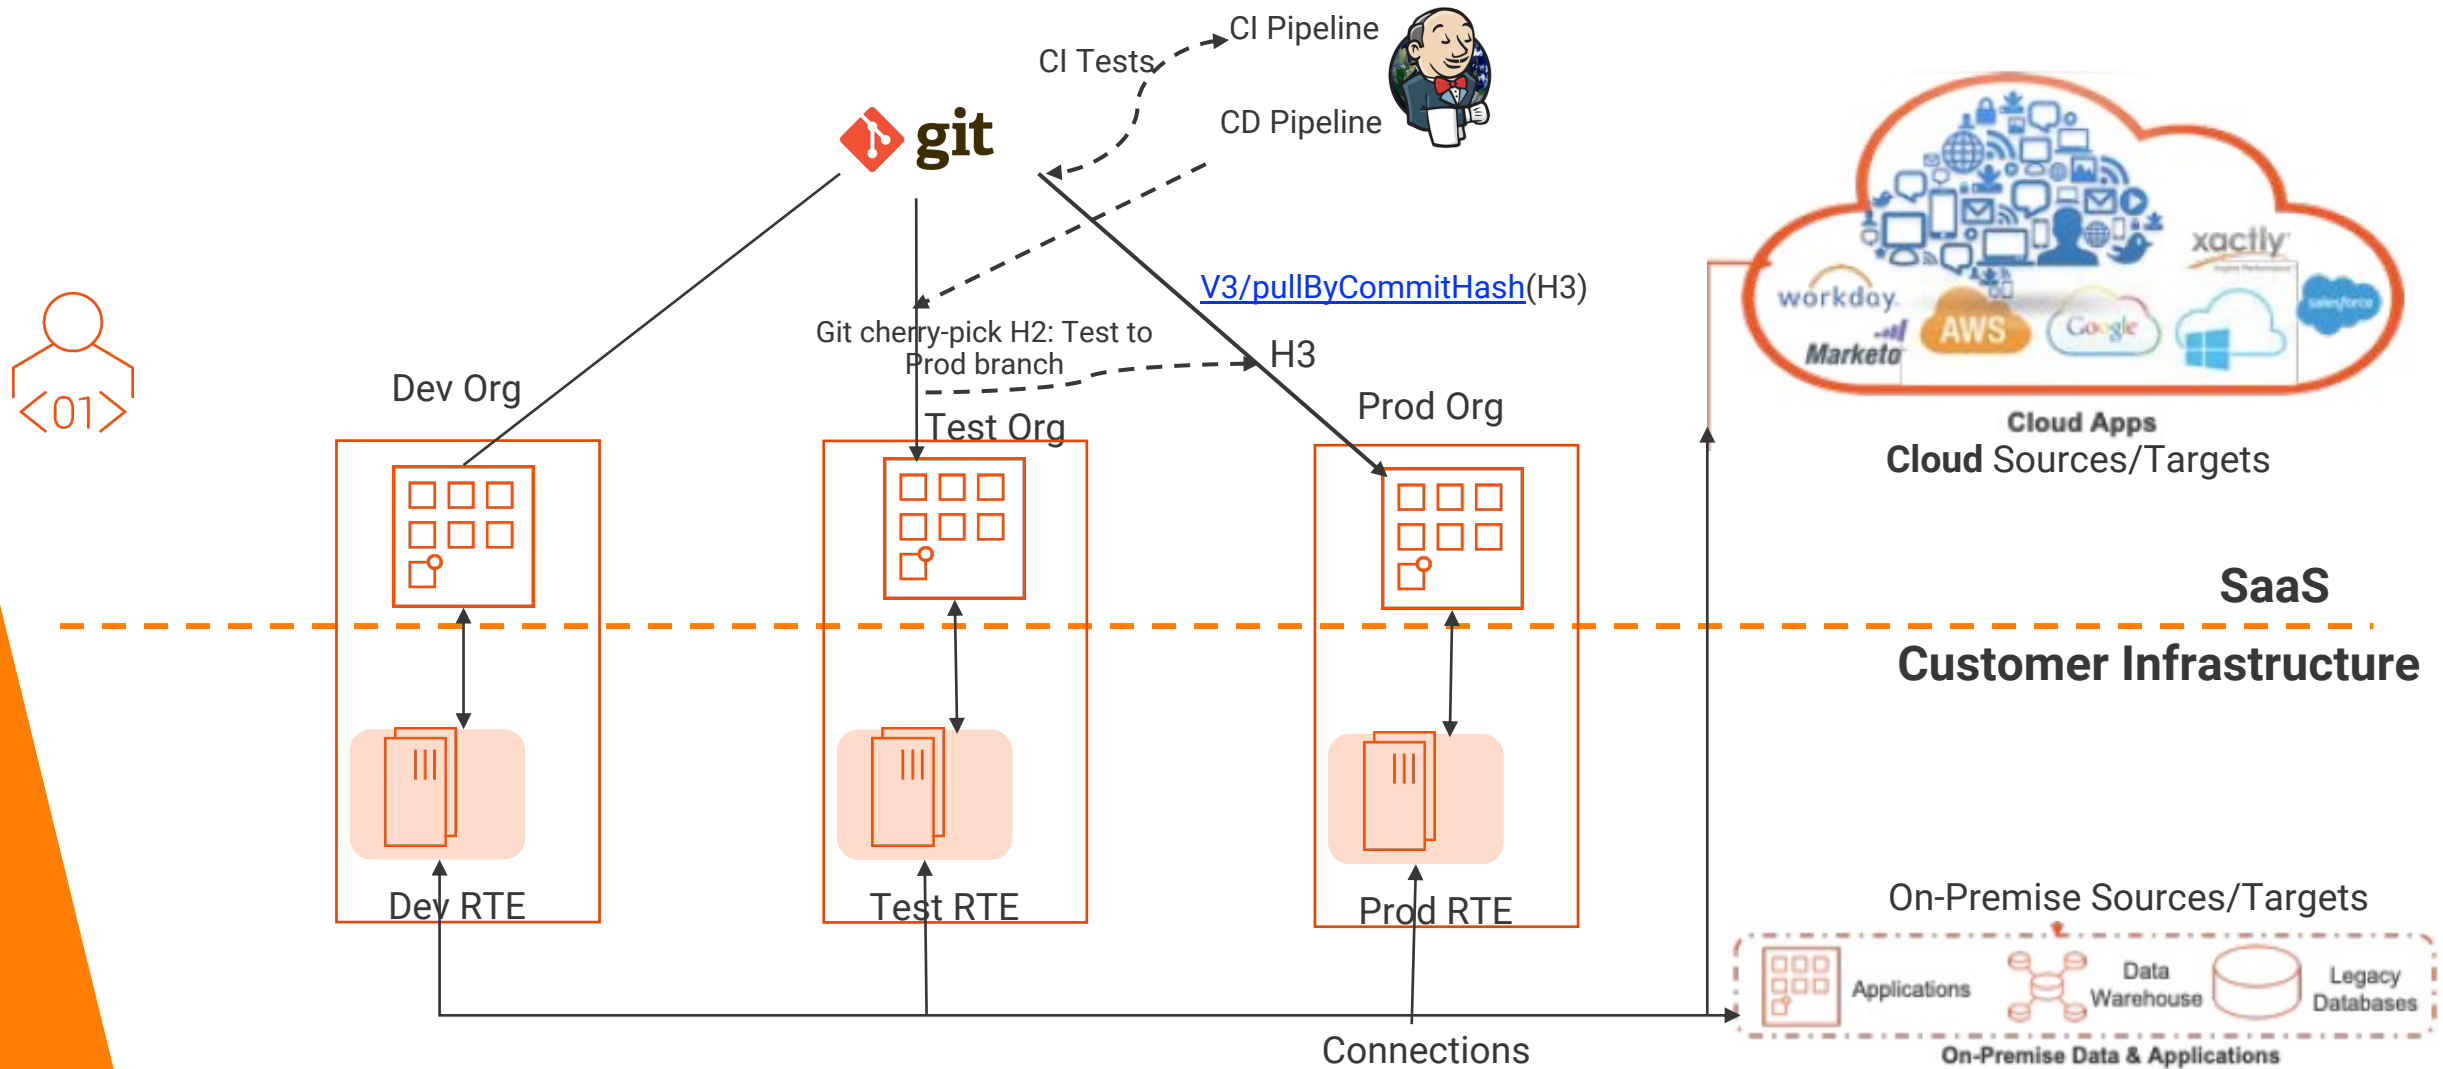 CI Pipeline
CI Tests
CD Pipeline
git
V3/pullByCommitHash(H3)
Git cherry-pick H2: Test to
Prod branch
H3
Dev Org
Test Org
Prod Org
<01>
xactly
workday.
Marketo
AWS
Google
salesforce
Cloud Apps
Cloud Sources/Targets
SaaS
Customer Infrastructure
Dev RTE
Test RTE
Prod RTE
Connections
On-Premise Sources/Targets
Applications
Data
Warehouse
Legacy
Databases
On-Premise Data & Applications